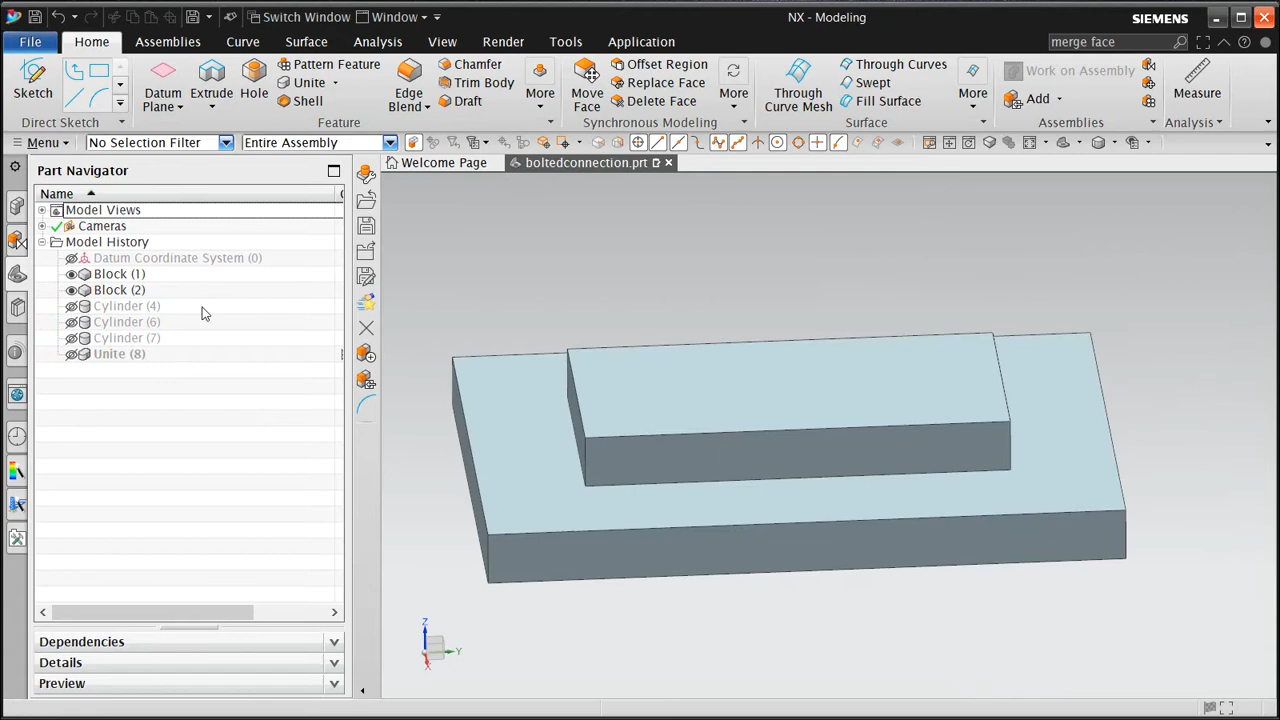 Switch Window Window NX - Modeling SIEMENS
File Home Assemblies Curve Surface Analysis View Render Tools Application merge face
Sketch
Direct Sketch
Datum Plane
Extrude
Hole
Pattern Feature
Unite
Shell
Edge Blend
Chamfer
Trim Body
Draft
More
Feature
Move Face
Offset Region
Replace Face
Delete Face
More
Synchronous Modeling
Through Curve Mesh
Through Curves
Swept
Fill Surface
More
Surface
Work on Assembly
Add
Assemblies
Measure
Analysis
Menu No Selection Filter Entire Assembly
Part Navigator
Welcome Page boltedconnection.prt
Name
Model Views
Cameras
Model History
Datum Coordinate System (0)
Block (1)
Block (2)
Cylinder (4)
Cylinder (6)
Cylinder (7)
Unite (8)
Dependencies
Details
Preview
Z
Y
X